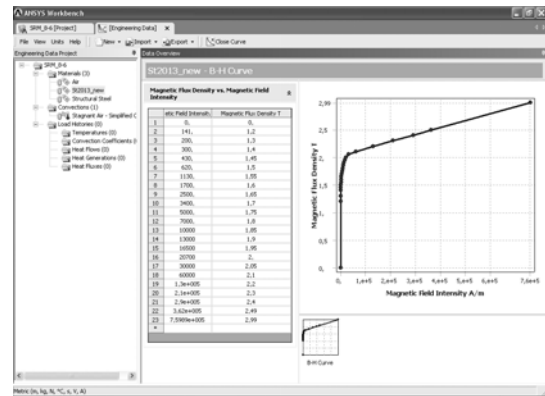 ANSYS Workbench
SRM_8-6 [Project]
[Engineering Data]
File View Units Help New Import Export Close Curve
Engineering Data Project
Data Overview
SRM_8-6
Materials (3)
Air
St2013_new
Structural Steel
Convections (1)
Stagnant Air - Simplified C
Load Histories (0)
Temperatures (0)
Convection Coefficients (0
Heat Flows (0)
Heat Generations (0)
Heat Fluxes (0)
St2013_new - B-H Curve
Magnetic Flux Density vs. Magnetic Field
Intensity
etic Field Intensity Magnetic Flux Density T
1 0, 0,
2 141, 1,2
3 200, 1,3
4 300, 1,4
5 430, 1,45
6 620, 1,5
7 1130, 1,55
8 1700, 1,6
9 2500, 1,65
10 3400, 1,7
11 5000, 1,75
12 7000, 1,8
13 10000 1,85
14 13000 1,9
15 16500 1,95
16 20700 2,
17 30000 2,05
18 60000 2,1
19 1,3e+005 2,2
20 2,1e+005 2,3
21 2,9e+005 2,4
22 3,62e+005 2,49
23 7,5989e+005 2,99
*
Magnetic Flux Density T
2,99
2,5
2,
1,5
1,
0,5
0,
0, 1,e+5 2,e+5 3,e+5 4,e+5 5,e+5 6,e+5 7,6e+5
Magnetic Field Intensity A/m
B-H Curve
Metric (m, kg, N, °C, s, V, A)